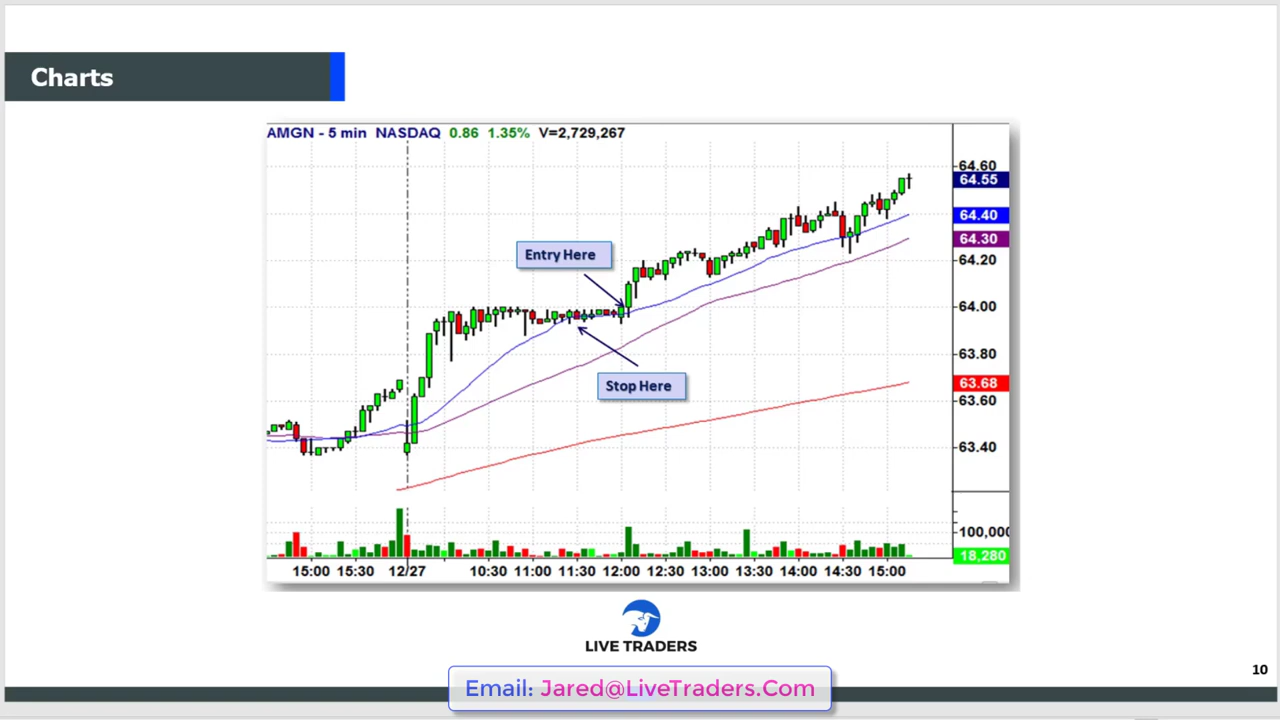 Charts
AMGN - 5 min NASDAQ 0.86 1.35% V=2,729,267
64.60
64.55
64.40
64.30
64.20
64.00
63.80
63.68
63.60
63.40
Entry Here
Stop Here
100,000
18,280
15:00 15:30 12/27 10:30 11:00 11:30 12:00 12:30 13:00 13:30 14:00 14:30 15:00
LIVE TRADERS
10
Email: Jared@LiveTraders.Com